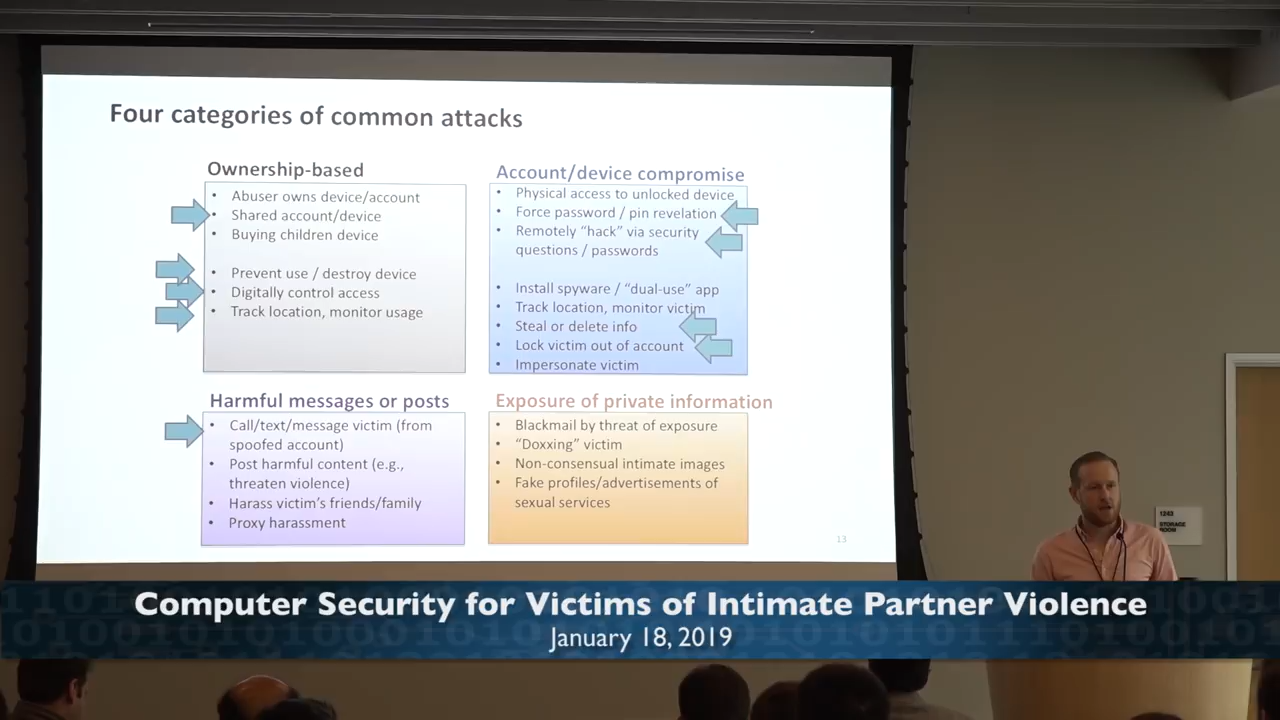 Four categories of common attacks
Ownership-based
• Abuser owns device/account
• Shared account/device
• Buying children device
• Prevent use / destroy device
• Digitally control access
• Track location, monitor usage
Account/device compromise
• Physical access to unlocked device
• Force password / pin revelation
• Remotely “hack” via security
questions / passwords
• Install spyware / “dual-use” app
• Track location, monitor victim
• Steal or delete info
• Lock victim out of account
• Impersonate victim
Harmful messages or posts
• Call/text/message victim (from
spoofed account)
• Post harmful content (e.g.,
threaten violence)
• Harass victim’s friends/family
• Proxy harassment
Exposure of private information
• Blackmail by threat of exposure
• “Doxxing” victim
• Non-consensual intimate images
• Fake profiles/advertisements of
sexual services
13
1243
STORAGE
ROOM
Computer Security for Victims of Intimate Partner Violence
January 18, 2019